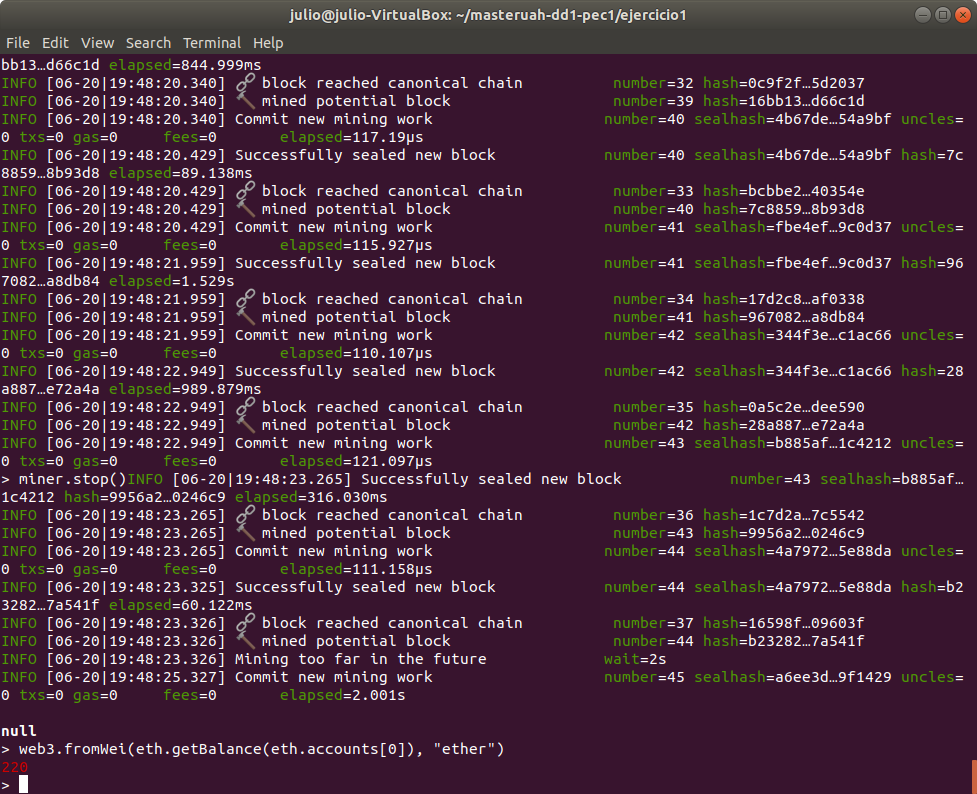 julio@julio-VirtualBox: ~/masteruah-dd1-pec1/ejercicio1
File Edit View Search Terminal Help
bb13…d66c1d elapsed=844.999ms
INFO [06-20|19:48:20.340] 🔗 block reached canonical chain number=32 hash=0c9f2f…5d2037
INFO [06-20|19:48:20.340] 🔨 mined potential block number=39 hash=16bb13…d66c1d
INFO [06-20|19:48:20.340] Commit new mining work number=40 sealhash=4b67de…54a9bf uncles=
0 txs=0 gas=0 fees=0 elapsed=117.19µs
INFO [06-20|19:48:20.429] Successfully sealed new block number=40 sealhash=4b67de…54a9bf hash=7c
8859…8b93d8 elapsed=89.138ms
INFO [06-20|19:48:20.429] 🔗 block reached canonical chain number=33 hash=bcbbe2…40354e
INFO [06-20|19:48:20.429] 🔨 mined potential block number=40 hash=7c8859…8b93d8
INFO [06-20|19:48:20.429] Commit new mining work number=41 sealhash=fbe4ef…9c0d37 uncles=
0 txs=0 gas=0 fees=0 elapsed=115.927µs
INFO [06-20|19:48:21.959] Successfully sealed new block number=41 sealhash=fbe4ef…9c0d37 hash=96
7082…a8db84 elapsed=1.529s
INFO [06-20|19:48:21.959] 🔗 block reached canonical chain number=34 hash=17d2c8…af0338
INFO [06-20|19:48:21.959] 🔨 mined potential block number=41 hash=967082…a8db84
INFO [06-20|19:48:21.959] Commit new mining work number=42 sealhash=344f3e…c1ac66 uncles=
0 txs=0 gas=0 fees=0 elapsed=110.107µs
INFO [06-20|19:48:22.949] Successfully sealed new block number=42 sealhash=344f3e…c1ac66 hash=28
a887…e72a4a elapsed=989.879ms
INFO [06-20|19:48:22.949] 🔗 block reached canonical chain number=35 hash=0a5c2e…dee590
INFO [06-20|19:48:22.949] 🔨 mined potential block number=42 hash=28a887…e72a4a
INFO [06-20|19:48:22.949] Commit new mining work number=43 sealhash=b885af…1c4212 uncles=
0 txs=0 gas=0 fees=0 elapsed=121.097µs
> miner.stop()INFO [06-20|19:48:23.265] Successfully sealed new block number=43 sealhash=b885af…
1c4212 hash=9956a2…0246c9 elapsed=316.030ms
INFO [06-20|19:48:23.265] 🔗 block reached canonical chain number=36 hash=1c7d2a…7c5542
INFO [06-20|19:48:23.265] 🔨 mined potential block number=43 hash=9956a2…0246c9
INFO [06-20|19:48:23.265] Commit new mining work number=44 sealhash=4a7972…5e88da uncles=
0 txs=0 gas=0 fees=0 elapsed=111.158µs
INFO [06-20|19:48:23.325] Successfully sealed new block number=44 sealhash=4a7972…5e88da hash=b2
3282…7a541f elapsed=60.122ms
INFO [06-20|19:48:23.326] 🔗 block reached canonical chain number=37 hash=16598f…09603f
INFO [06-20|19:48:23.326] 🔨 mined potential block number=44 hash=b23282…7a541f
INFO [06-20|19:48:23.326] Mining too far in the future wait=2s
INFO [06-20|19:48:25.327] Commit new mining work number=45 sealhash=a6ee3d…9f1429 uncles=
0 txs=0 gas=0 fees=0 elapsed=2.001s
null
> web3.fromWei(eth.getBalance(eth.accounts[0]), "ether")
220
>